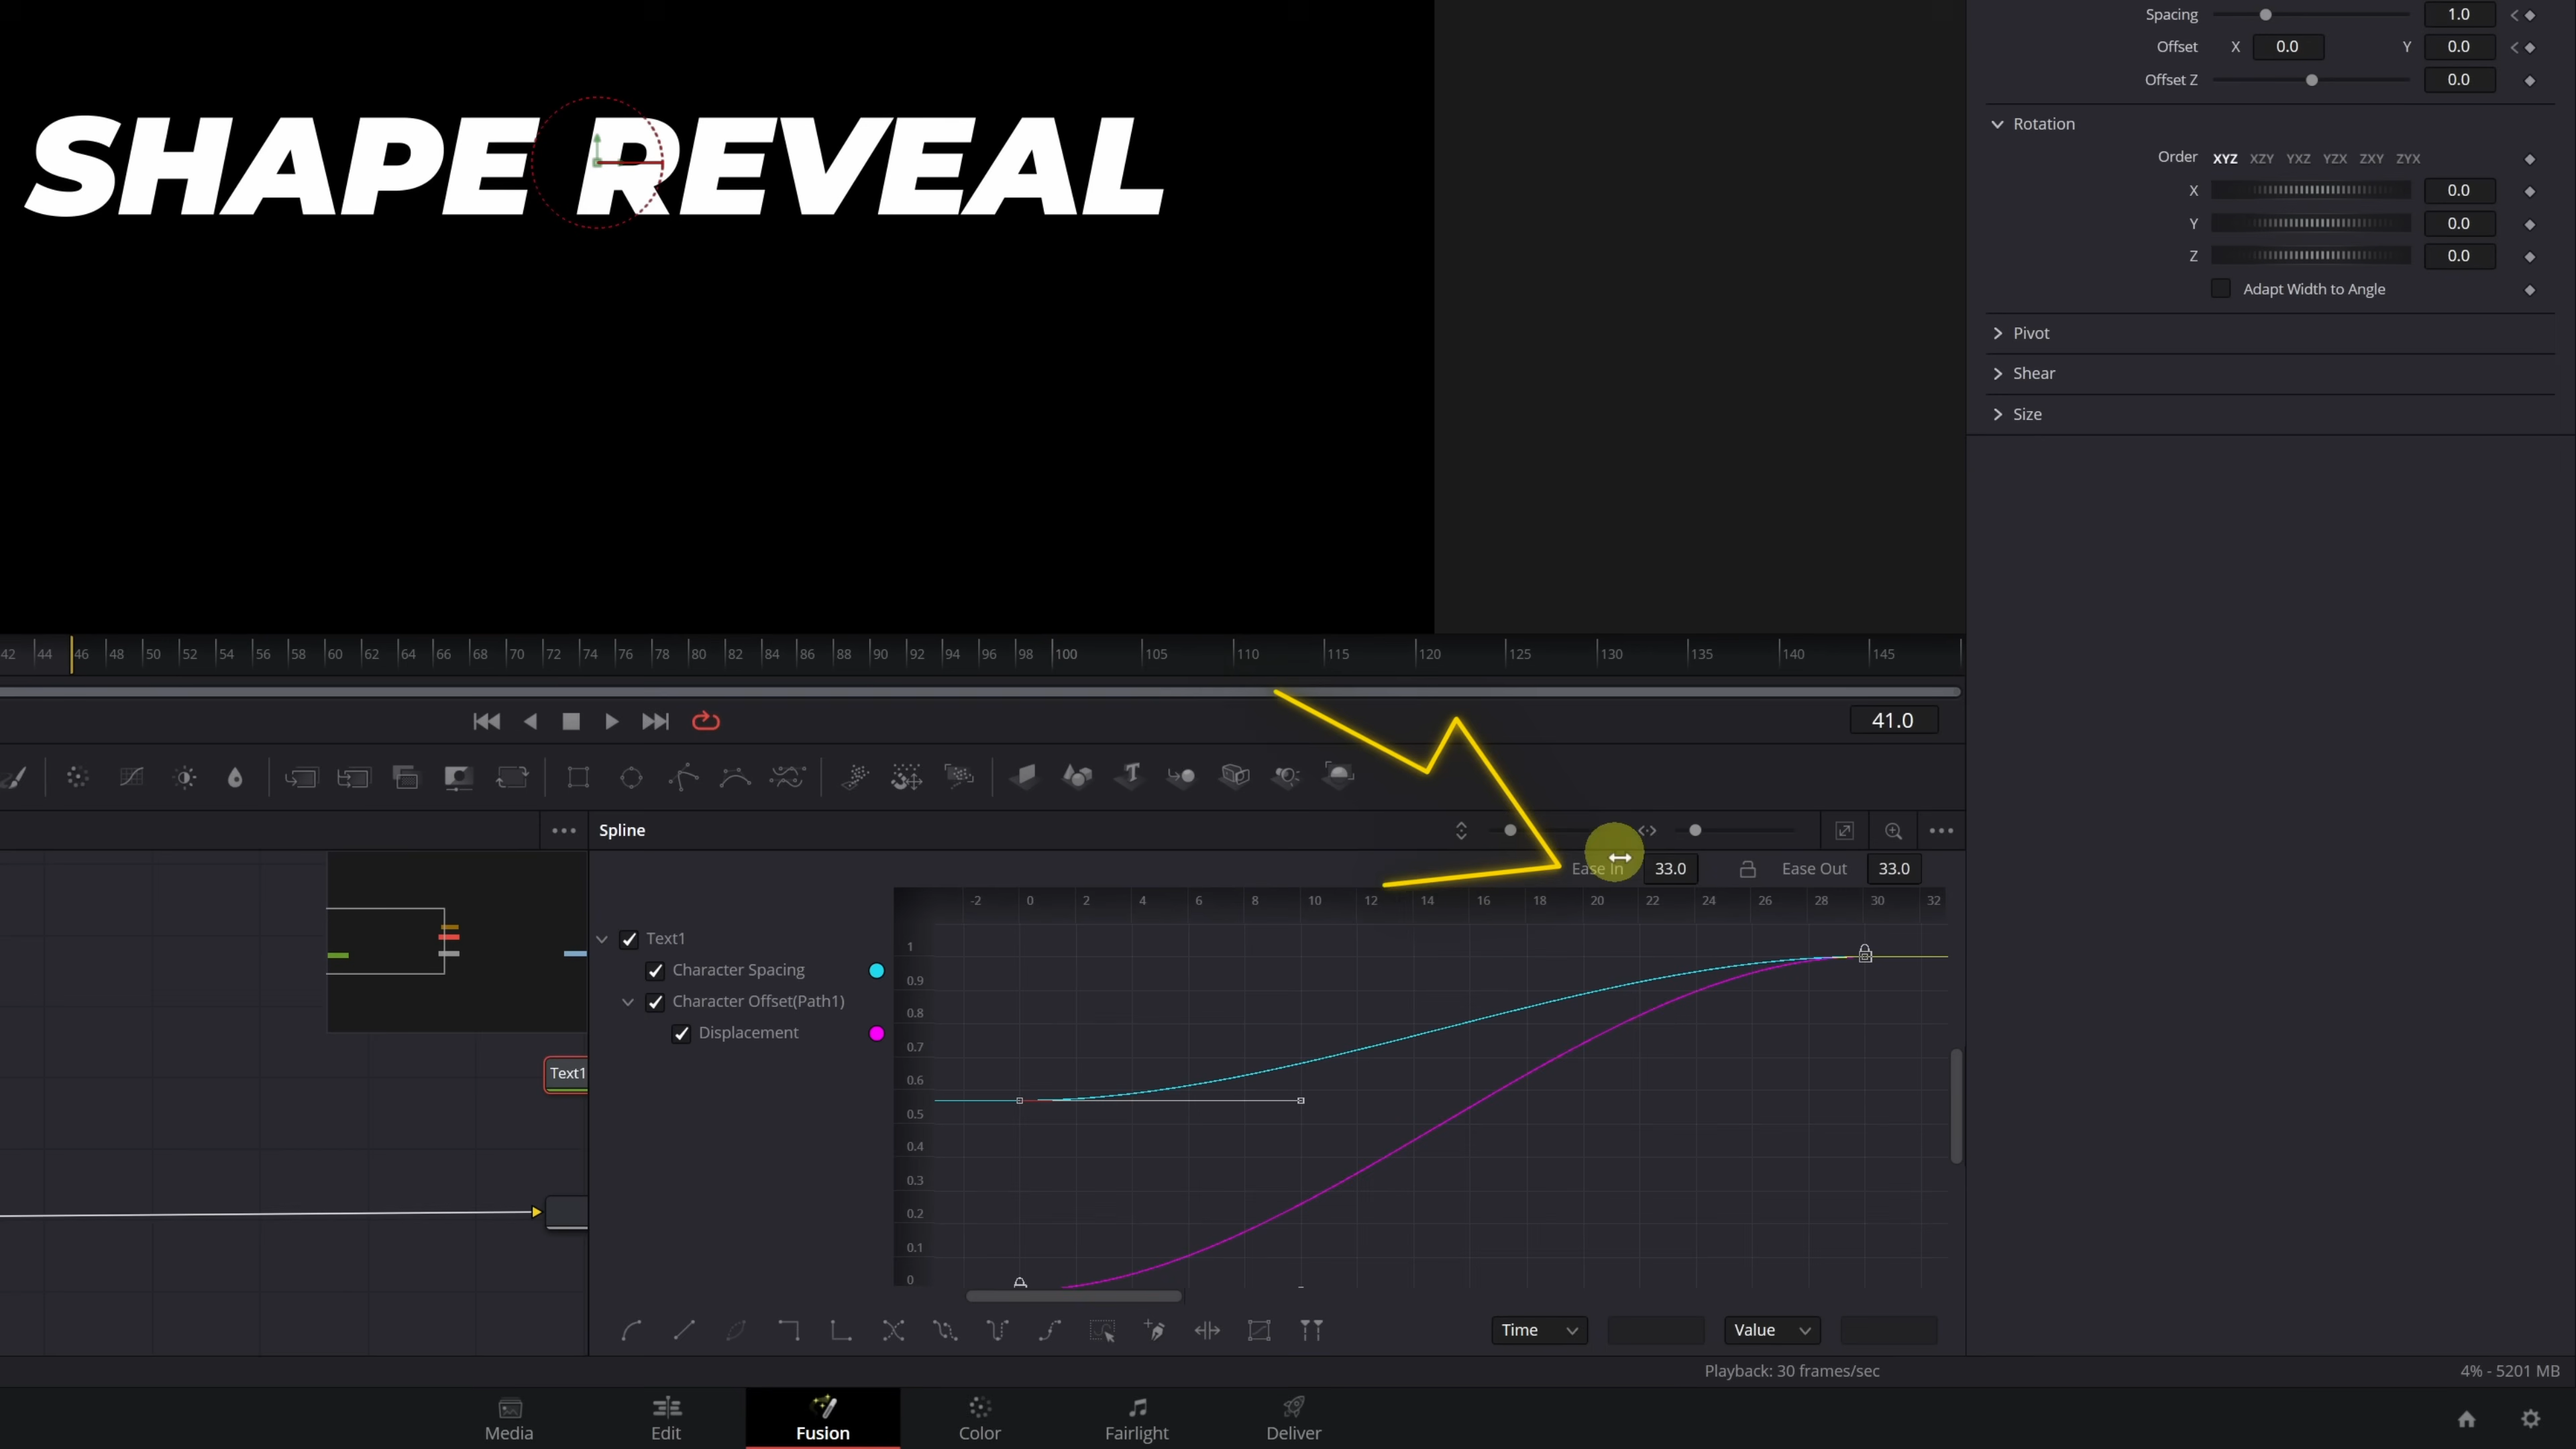 Spacing 1.0
Offset X 0.0 Y 0.0
Offset Z 0.0
SHAPE REVEAL
Rotation
Order XYZ XZY YXZ YZX ZXY ZYX
X 0.0
Y 0.0
Z 0.0
Adapt Width to Angle
Pivot
Shear
Size
42 44 46 48 50 52 54 56 58 60 62 64 66 68 70 72 74 76 78 80 82 84 86 88 90 92 94 96 98 100 105 110 115 120 125 130 135 140 145
41.0
Spline
Ease In 33.0 Ease Out 33.0
-2 0 2 4 6 8 10 12 14 16 18 20 22 24 26 28 30 32
Text1
Character Spacing
Character Offset(Path1)
Displacement
1
0.9
0.8
0.7
0.6
0.5
0.4
0.3
0.2
0.1
0
Text1
Time Value
Playback: 30 frames/sec
4% - 5201 MB
Media Edit Fusion Color Fairlight Deliver